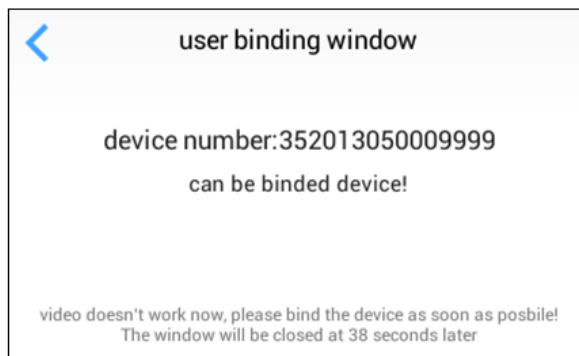 user binding window
device number:352013050009999
can be binded device!
video doesn't work now, please bind the device as soon as posbile!
The window will be closed at 38 seconds later